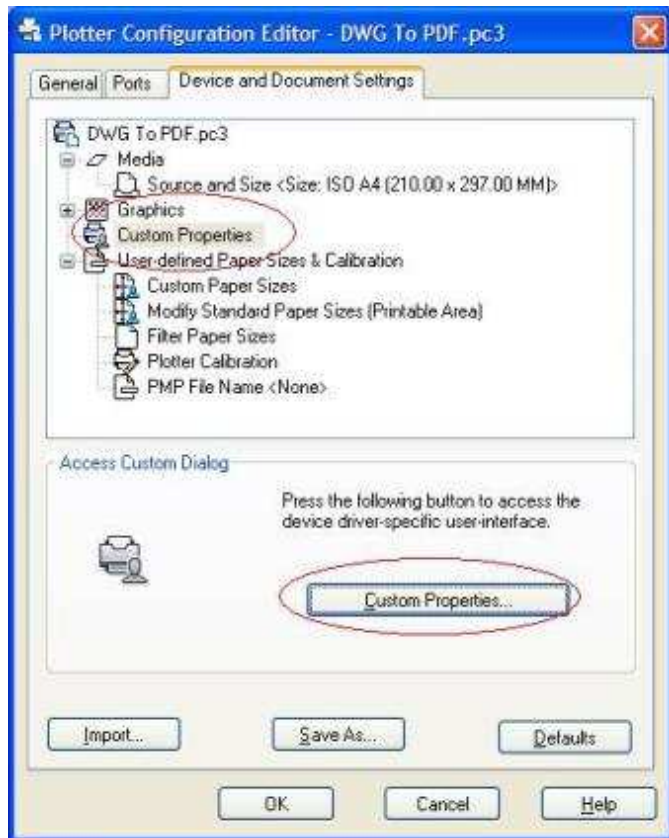 Plotter Configuration Editor - DWG To PDF.pc3
General Ports Device and Document Settings
DWG To PDF.pc3
Media
Source and Size <Size: ISO A4 (210.00 x 297.00 MM)>
Graphics
Custom Properties
User-defined Paper Sizes & Calibration
Custom Paper Sizes
Modify Standard Paper Sizes (Printable Area)
Filter Paper Sizes
Plotter Calibration
PMP File Name <None>
Access Custom Dialog
Press the following button to access the
device driver-specific user-interface.
Custom Properties...
Import... Save As... Defaults
OK Cancel Help